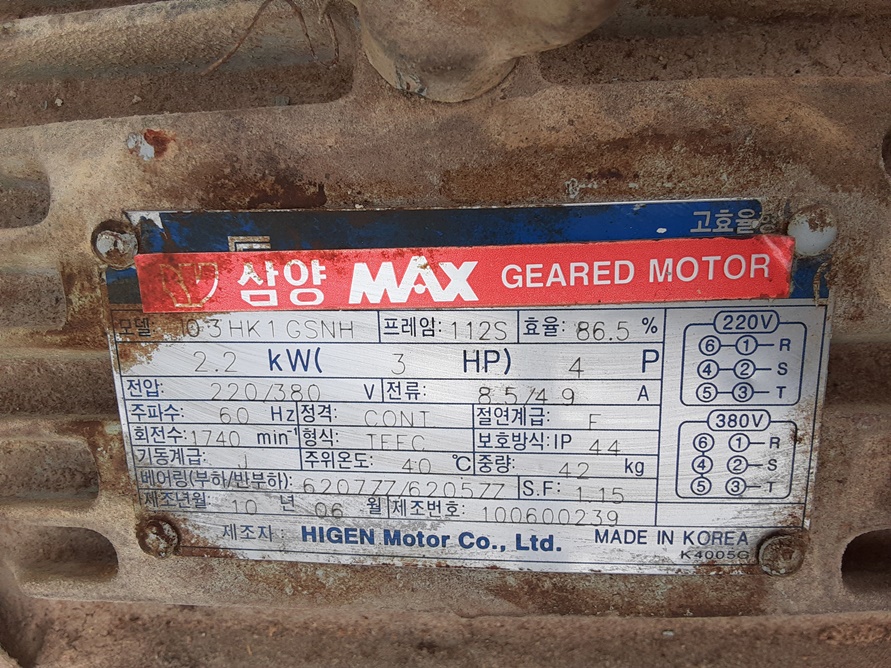 고효율
삼양 MAX GEARED MOTOR
모델: 03HK1GSNH 프레임: 112S 효율: 86.5 %
2.2 kW( 3 HP) 4 P
전압: 220/380 V 전류: 8.5/4.9 A
주파수: 60 Hz 정격: CONT 절연계급: F
회전수: 1740 min⁻¹ 형식: TEFC 보호방식: IP 44
기동계급: 주위온도: 40 ℃ 중량: 42 kg
베어링(부하/반부하): 6207ZZ/6205ZZ S.F: 1.15
제조년월: 10 년 06 월 제조번호: 100600239
제조자: HIGEN Motor Co., Ltd. MADE IN KOREA
K4005G
220V
⑥ ① R
④ ② S
⑤ ③ T
380V
⑥ ① R
④ ② S
⑤ ③ T